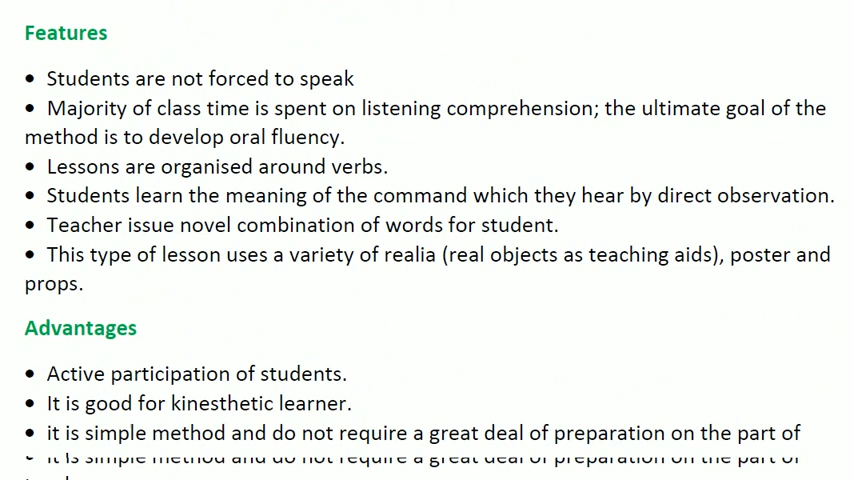 Features
• Students are not forced to speak
• Majority of class time is spent on listening comprehension; the ultimate goal of the
method is to develop oral fluency.
• Lessons are organised around verbs.
• Students learn the meaning of the command which they hear by direct observation.
• Teacher issue novel combination of words for student.
• This type of lesson uses a variety of realia (real objects as teaching aids), poster and
props.
Advantages
• Active participation of students.
• It is good for kinesthetic learner.
• it is simple method and do not require a great deal of preparation on the part of
• it is simple method and do not require a great deal of preparation on the part of